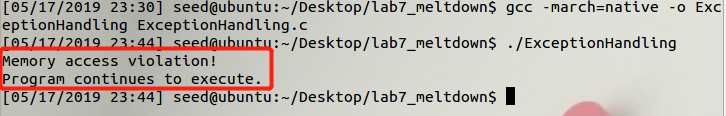 [05/17/2019 23:30] seed@ubuntu:~/Desktop/lab7_meltdown$ gcc -march=native -o Exc
eptionHandling ExceptionHandling.c
[05/17/2019 23:44] seed@ubuntu:~/Desktop/lab7_meltdown$ ./ExceptionHandling
Memory access violation!
Program continues to execute.
[05/17/2019 23:44] seed@ubuntu:~/Desktop/lab7_meltdown$